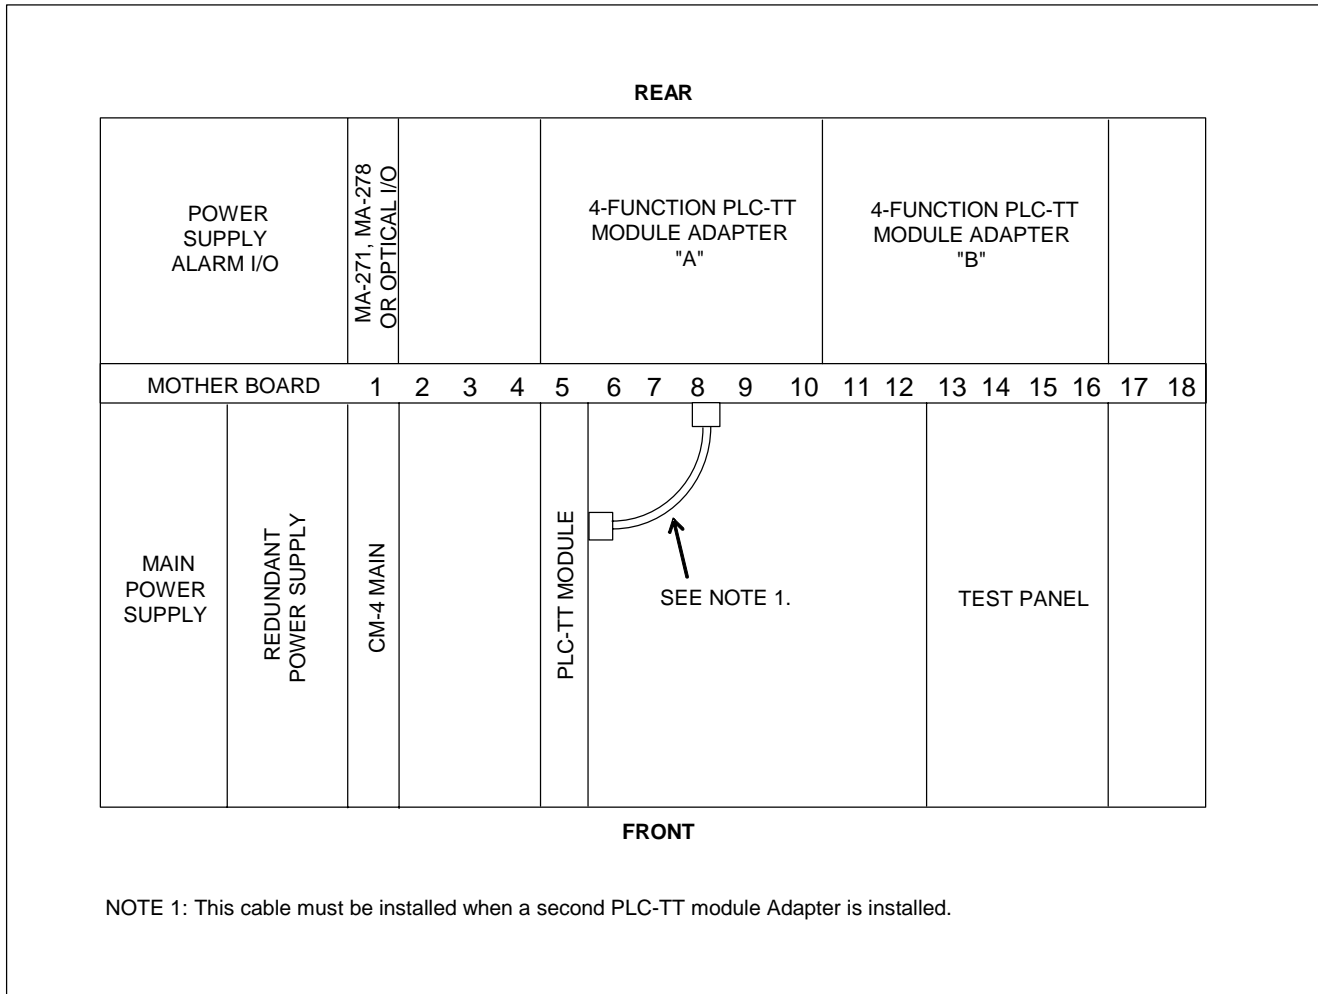 REAR
POWER
SUPPLY
ALARM I/O
MA-271, MA-278
OR OPTICAL I/O
4-FUNCTION PLC-TT
MODULE ADAPTER
"A"
4-FUNCTION PLC-TT
MODULE ADAPTER
"B"
MOTHER BOARD 1 2 3 4 5 6 7 8 9 10 11 12 13 14 15 16 17 18
MAIN
POWER
SUPPLY
REDUNDANT
POWER SUPPLY
CM-4 MAIN
PLC-TT MODULE
SEE NOTE 1.
TEST PANEL
FRONT
NOTE 1: This cable must be installed when a second PLC-TT module Adapter is installed.